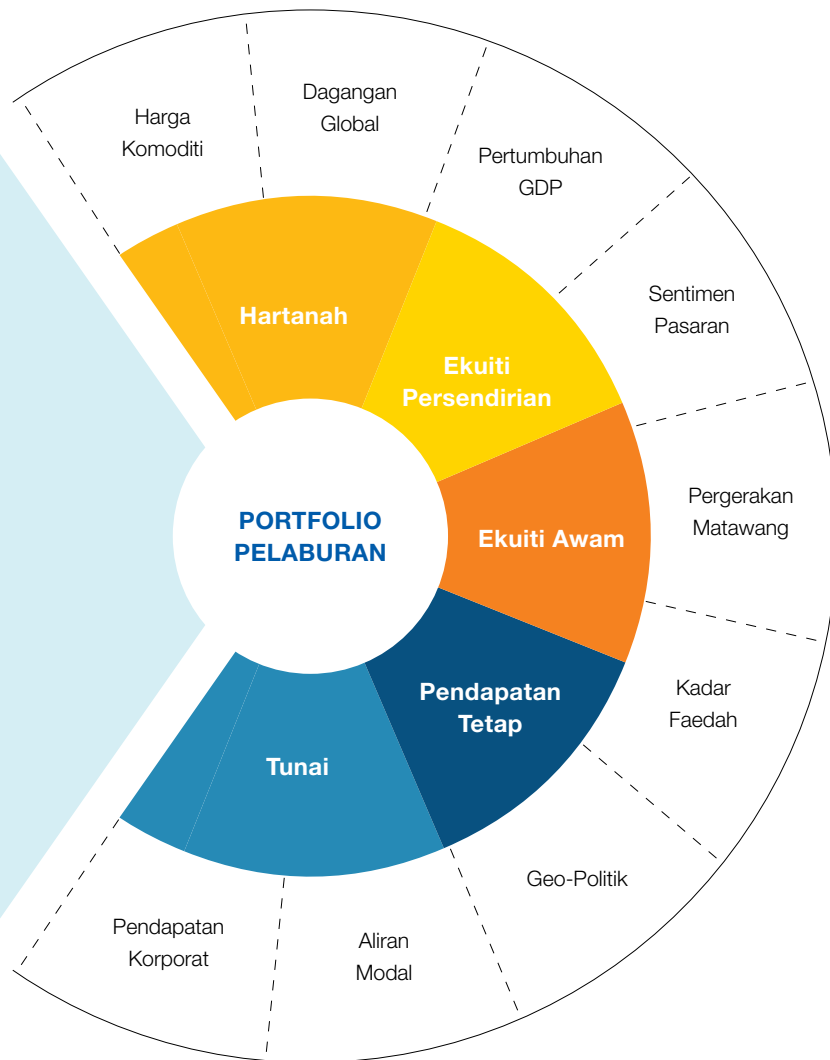 Harga
Komoditi
Dagangan
Global
Pertumbuhan
GDP
Sentimen
Pasaran
Pergerakan
Matawang
Kadar
Faedah
Geo-Politik
Aliran
Modal
Pendapatan
Korporat
Hartanah
Ekuiti
Persendirian
Ekuiti Awam
Pendapatan
Tetap
Tunai
PORTFOLIO
PELABURAN